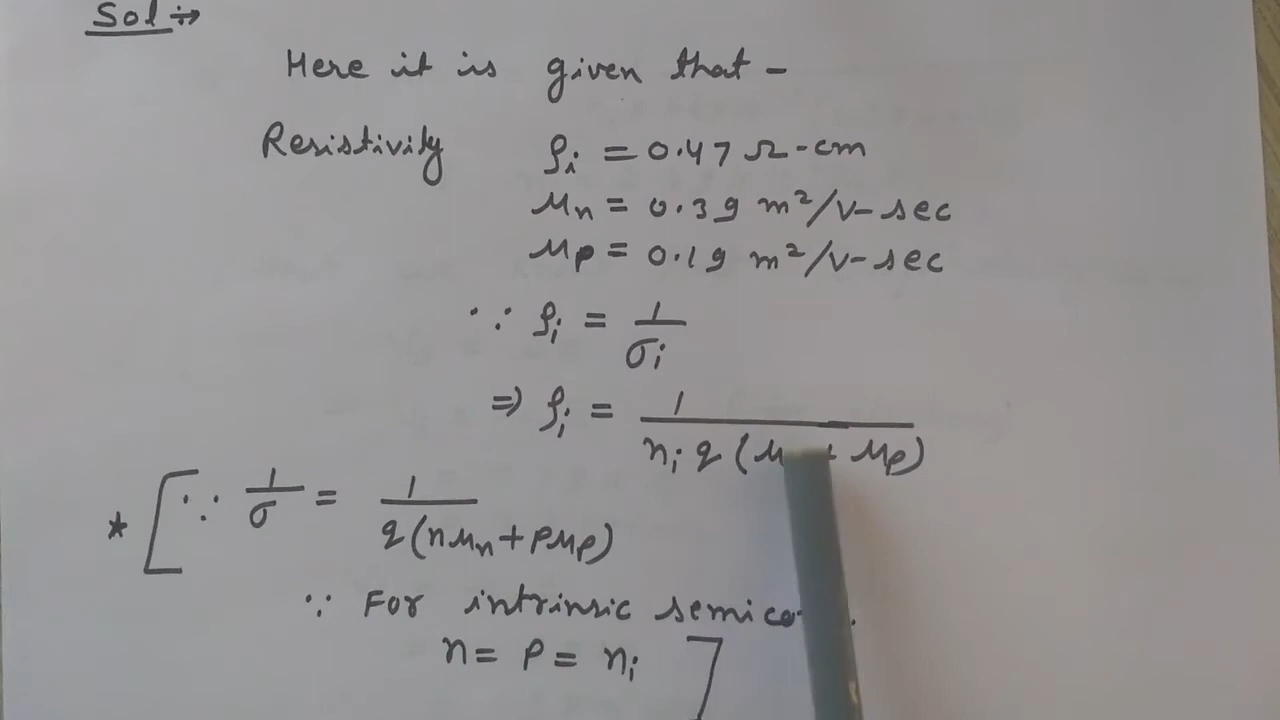 Sol ÷→
Here it is given that -
Resistivity ρi = 0.47 Ω-cm
μn = 0.39 m²/V-sec
μp = 0.19 m²/V-sec
∵ ρi = 1/σi
⇒ ρi = 1/ni q (μ + μp)
* [∵ 1/σ = 1/q(nμn + pμp)
∵ For intrinsic
n = p = ni ]